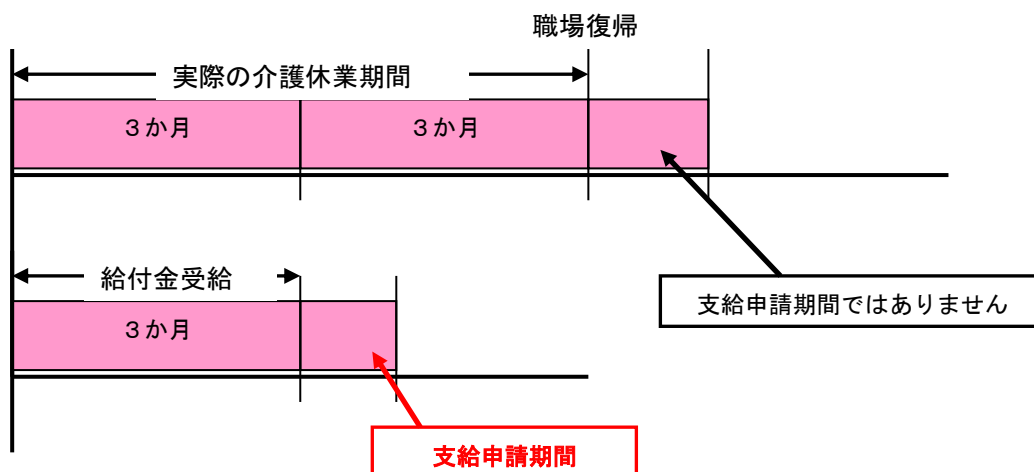 職場復帰
実際の介護休業期間
３か月
３か月
給付金受給
支給申請期間ではありません
３か月
支給申請期間